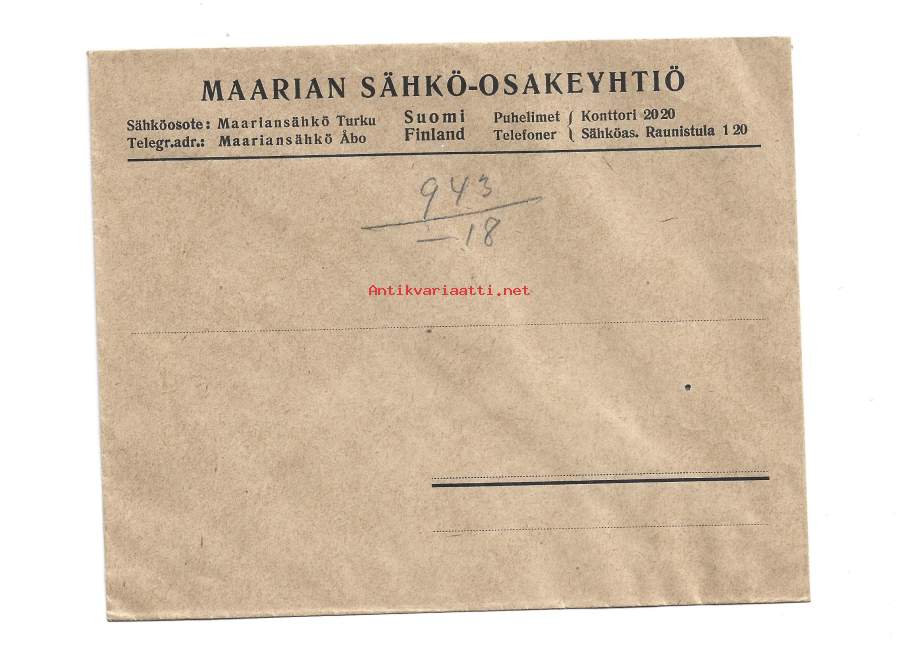 MAARIAN SÄHKÖ-OSAKEYHTIÖ
Sähköosote: Maariansähkö Turku Suomi Puhelimet { Konttori 2020
Telegr.adr.: Maariansähkö Åbo Finland Telefoner { Sähköas. Raunistula 1 20
943
—18
Antikvariaatti.net